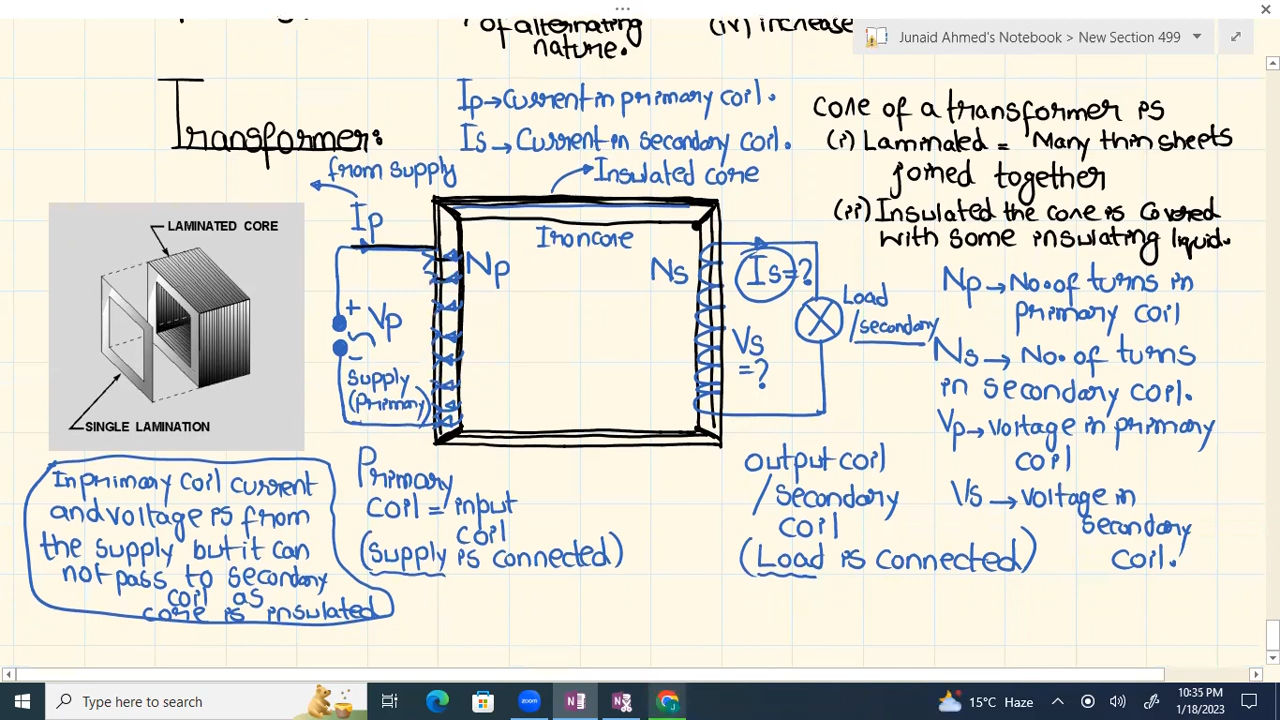 of alternating
nature.
(iv) increase
Junaid Ahmed's Notebook > New Section 499
Transformer:
Ip→Current in primary coil.
Is→Current in secondary coil.
from supply
Insulated core
Ip
Iron core
Np
Ns
Is=?
+ Vp
-
Supply
(Primary)
Vs
=?
Load
/secondary
core of a transformer is
(i) Laminated = Many thin sheets
joined together
(ii) Insulated the core is Covered
with some insulating liquid.
Np→No. of turns in
primary coil
Ns→No. of turns
in secondary coil.
Vp→voltage in primary
coil
Vs→voltage in
secondary
coil.
LAMINATED CORE
SINGLE LAMINATION
In primary coil current
and voltage is from
the supply but it can
not pass to secondary
coil as
core is insulated
Primary
coil = input
coil
(Supply is connected)
output coil
/secondary
coil
(Load is connected)
Type here to search
zoom
15°C Haze
10:35 PM
1/18/2023